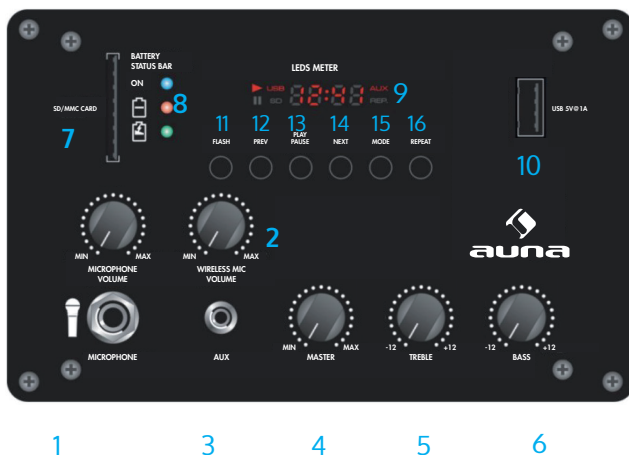 BATTERY
STATUS BAR
ON
8
SD/MMC CARD
7
LEDS METER
USB 18:81 AUX
SD REP.
9
11 12 13 14 15 16
FLASH PREV PLAY PAUSE NEXT MODE REPEAT
USB 5V@1A
10
MIN MAX
MICROPHONE
VOLUME
MIN MAX
WIRELESS MIC
VOLUME
2
auna
MICROPHONE
AUX
MIN MAX
MASTER
-12 +12
TREBLE
-12 +12
BASS
1 3 4 5 6